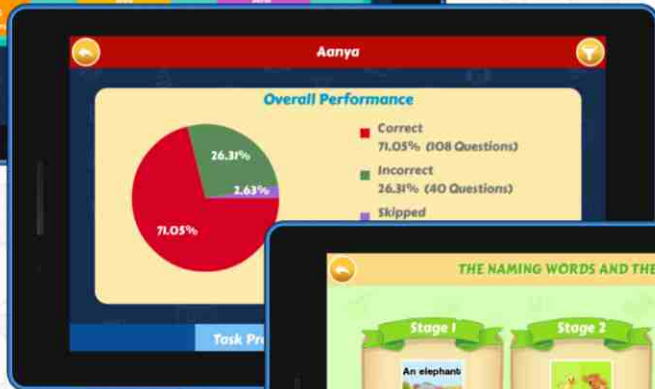 Aanya
Overall Performance
Correct
71.05% (108 Questions)
Incorrect
26.31% (40 Questions)
Skipped
26.31%
2.63%
71.05%
Task
THE NAMING WORDS AND THE
Stage 1
Stage 2
An elephant